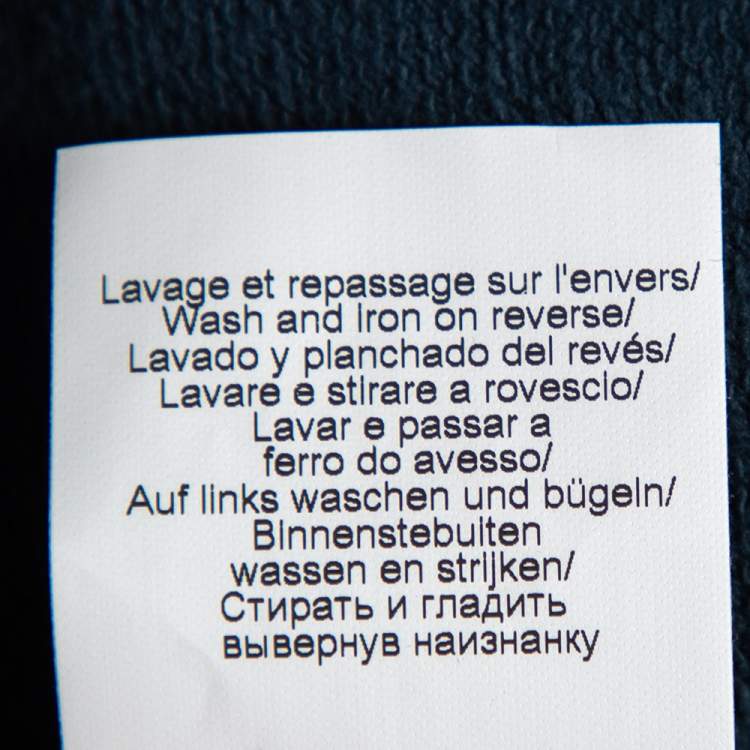 Lavage et repassage sur l'envers/
Wash and iron on reverse/
Lavado y planchado del revés/
Lavare e stirare a rovescio/
Lavar e passar a
ferro do avesso/
Auf links waschen und bügeln/
Binnenstebuiten
wassen en strijken/
Стирать и гладить
вывернув наизнанку